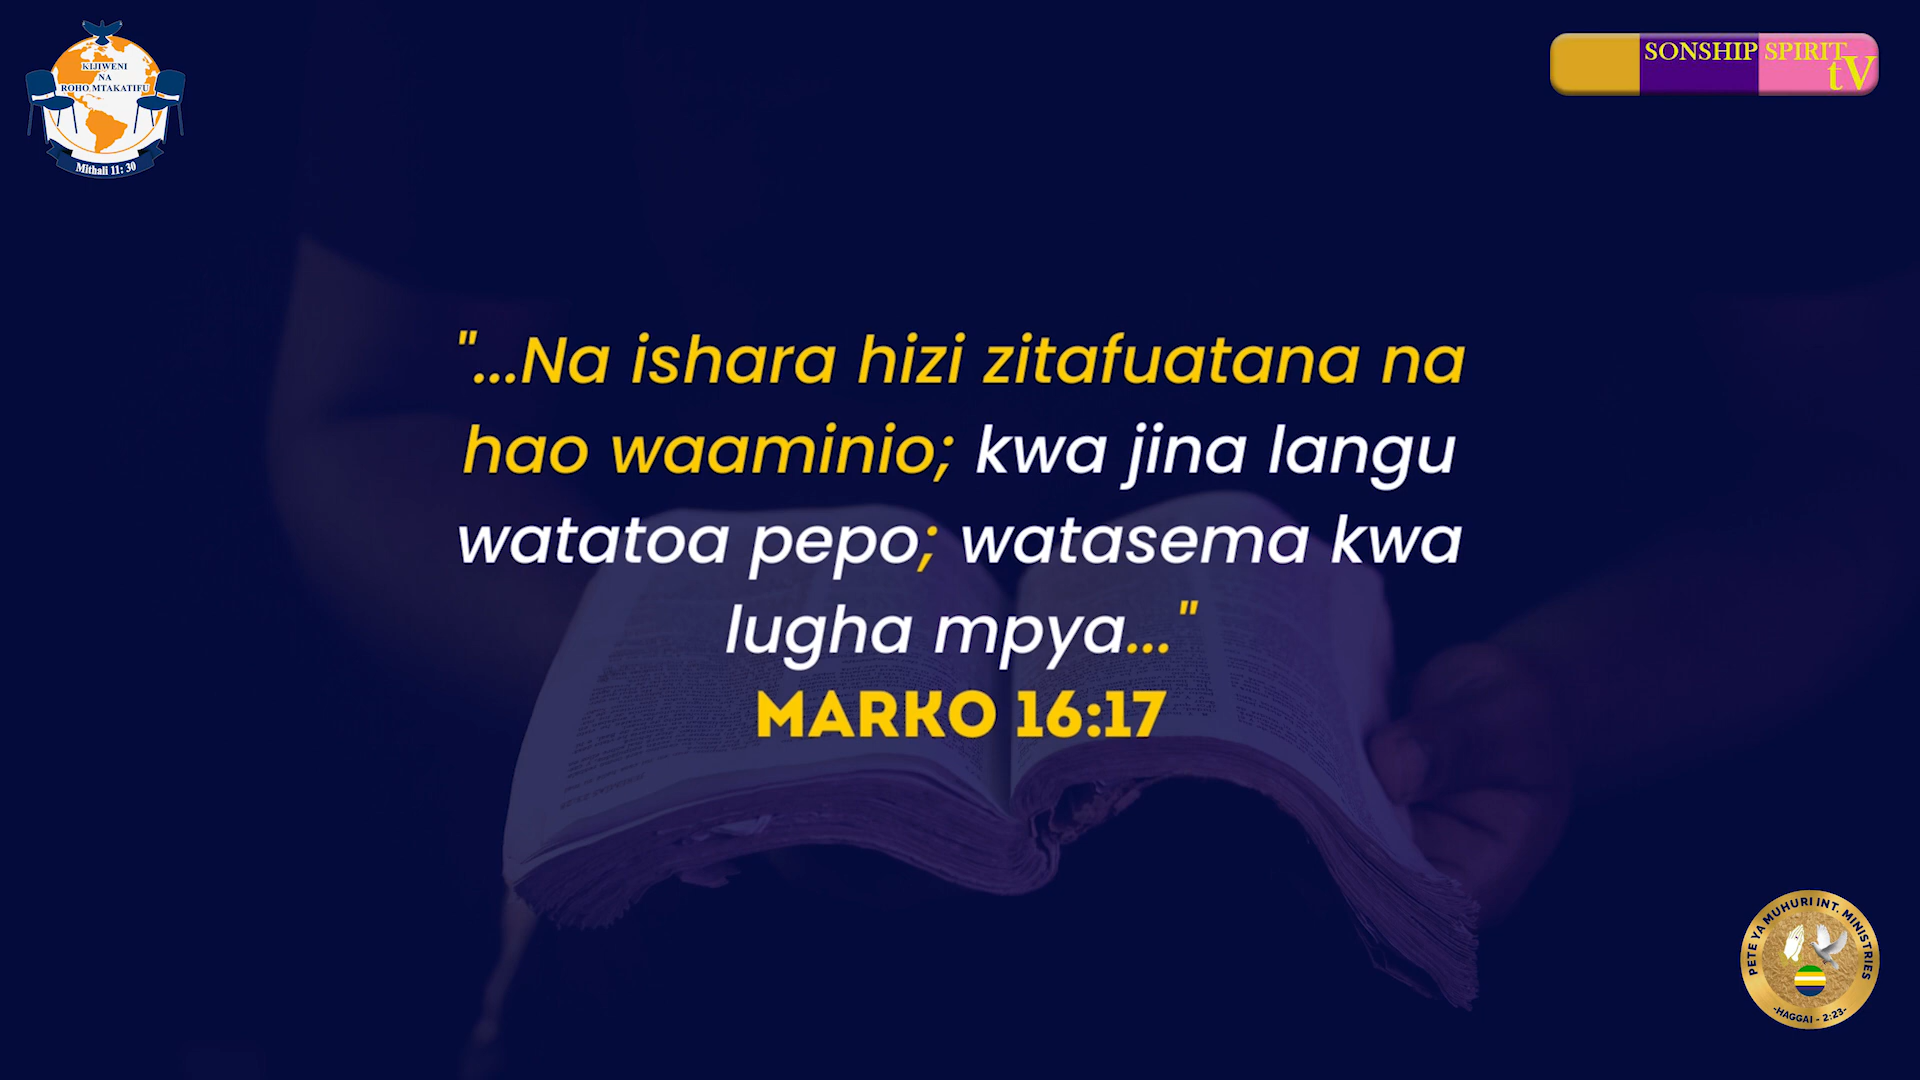 KIJIWENI
NA
ROHO MTAKATIFU
Mithali 11: 30
SONSHIP SPIRIT
tV
"...Na ishara hizi zitafuatana na
hao waaminio; kwa jina langu
watatoa pepo; watasema kwa
lugha mpya..."
MARKO 16:17
PETE YA MUHURI INT. MINISTRIES
-HAGGAI - 2:23-